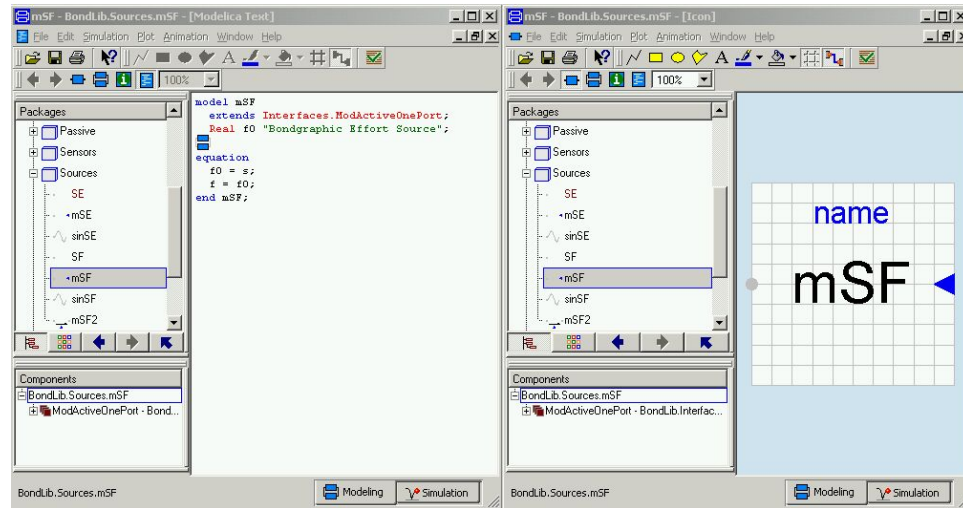 mSF - BondLib.Sources.mSF - [Modelica Text]
File Edit Simulation Plot Animation Window Help
100%
Packages
Passive
Sensors
Sources
SE
mSE
sinSE
SF
mSF
sinSF
mSF2
Components
BondLib.Sources.mSF
ModActiveOnePort - Bond...
model mSF
extends Interfaces.ModActiveOnePort;
Real f0 "Bondgraphic Effort Source";
equation
f0 = s;
f = f0;
end mSF;
BondLib.Sources.mSF
Modeling
Simulation
mSF - BondLib.Sources.mSF - [Icon]
File Edit Simulation Plot Animation Window Help
100%
Packages
Passive
Sensors
Sources
SE
mSE
sinSE
SF
mSF
sinSF
mSF2
Components
BondLib.Sources.mSF
ModActiveOnePort - BondLib.Interfac...
name
mSF
BondLib.Sources.mSF
Modeling
Simulation